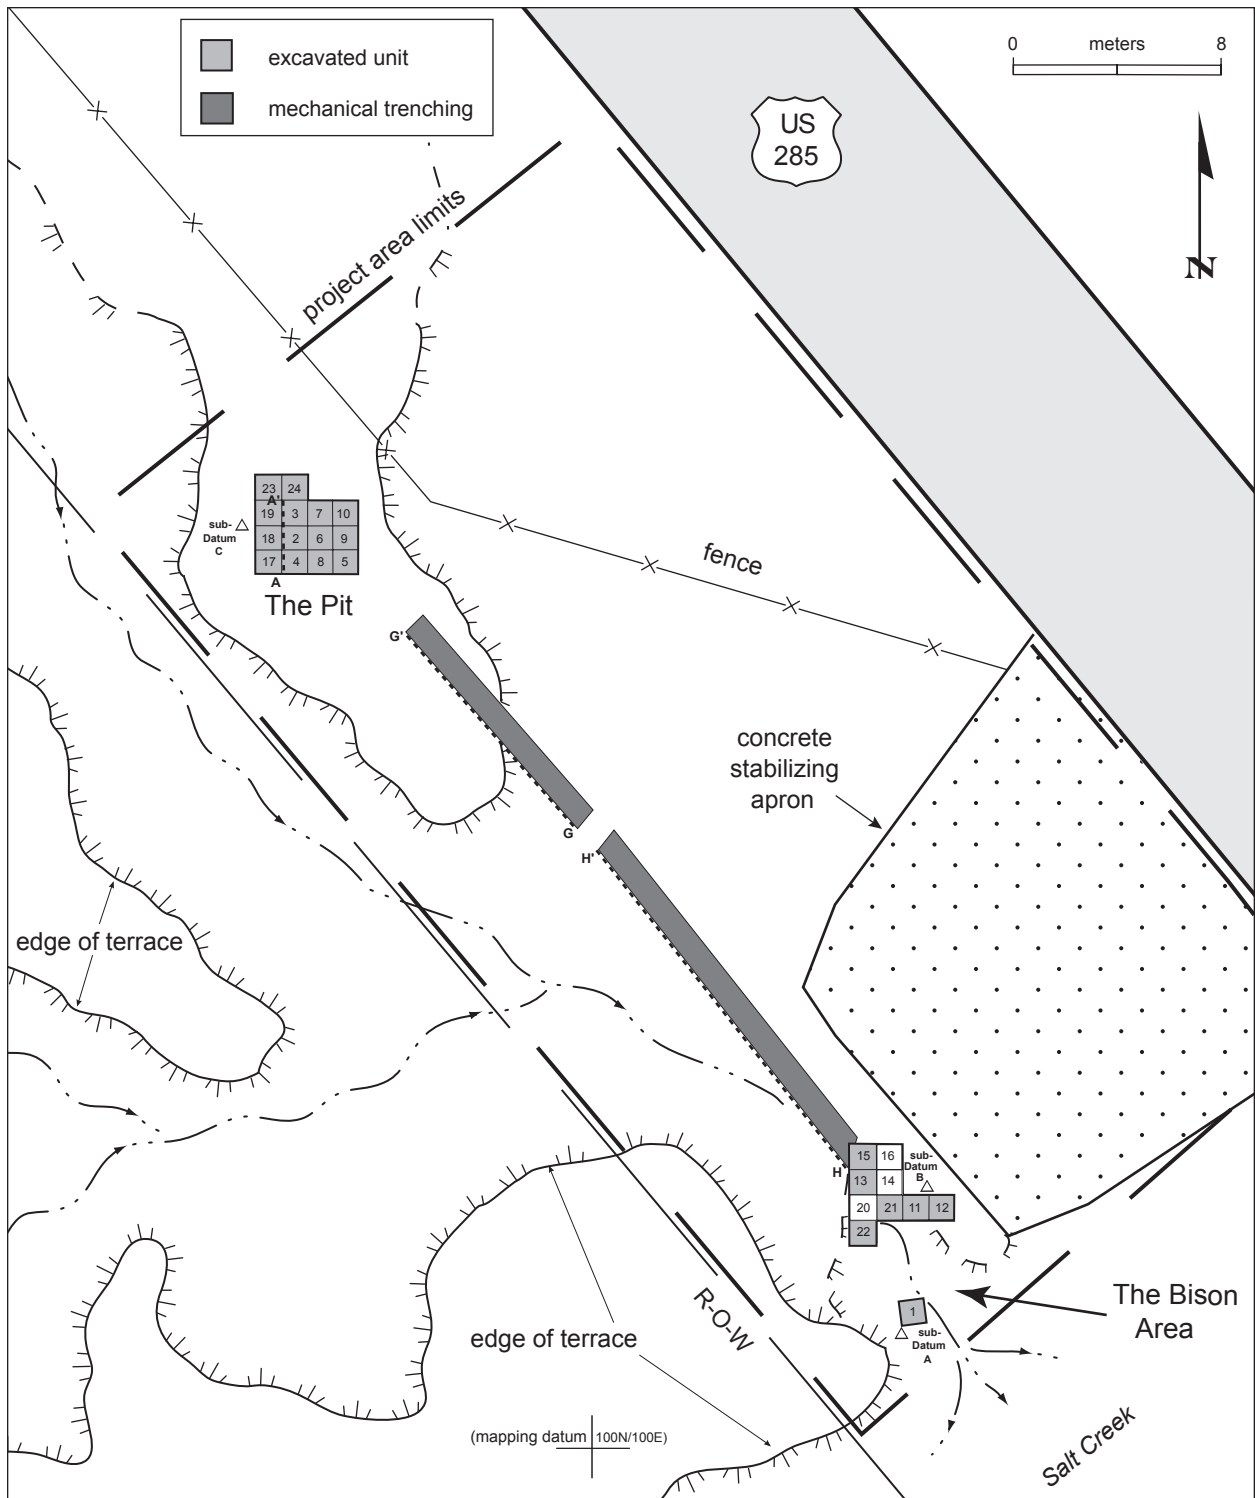 excavated unit
mechanical trenching
0 meters 8
US
285
N
project area limits
23 24
A'
19 3 7 10
18 2 6 9
17 4 8 5
sub-
Datum
C
A
The Pit
fence
G'
G
H'
H
concrete
stabilizing
apron
edge of terrace
15 16
13 14
20 21 11 12
22
sub-
Datum
B
1
sub-
Datum
A
The Bison
Area
R-O-W
edge of terrace
(mapping datum 100N/100E)
Salt Creek